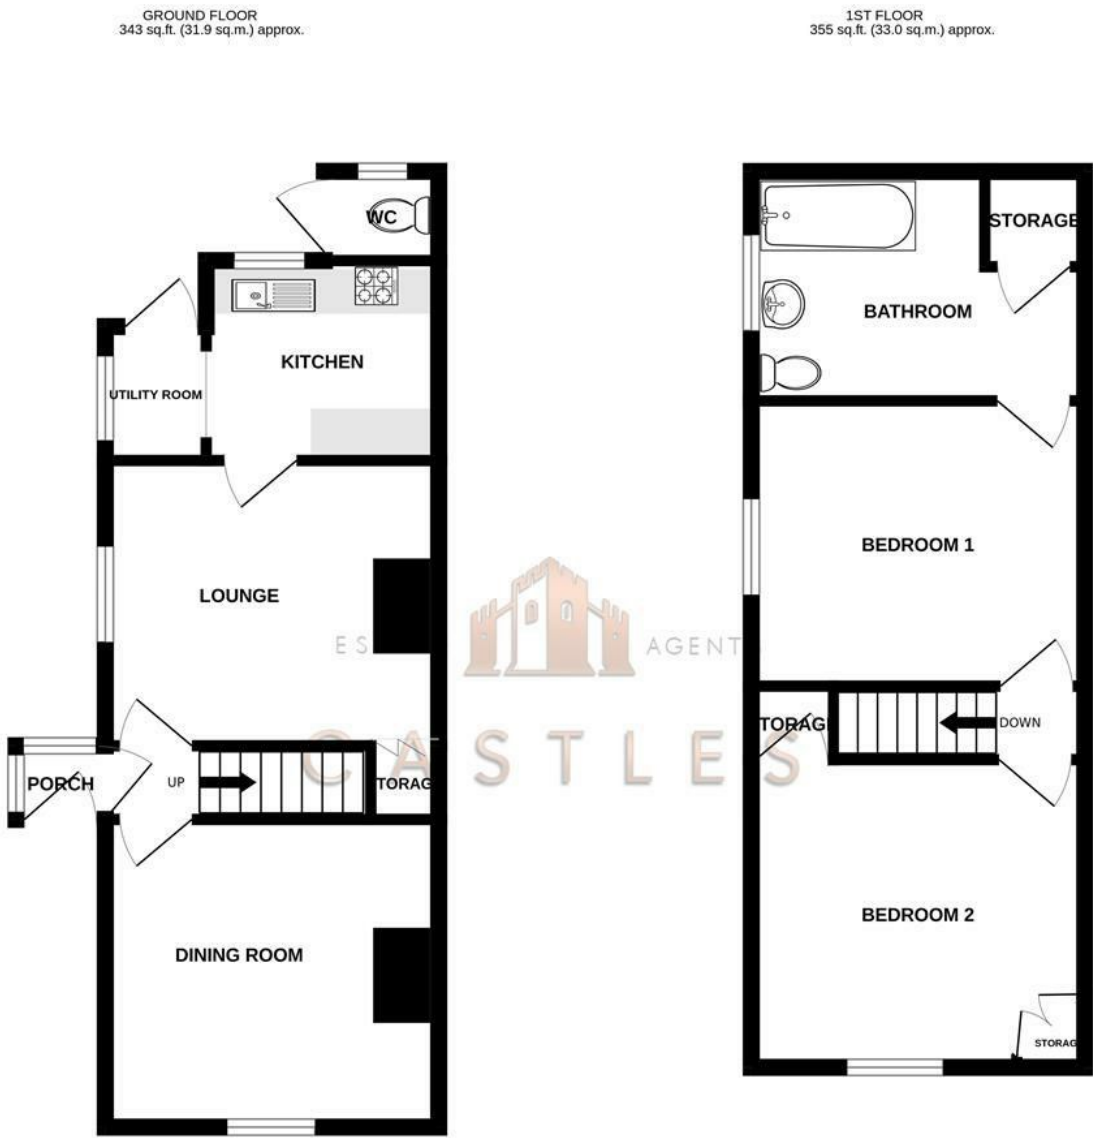 GROUND FLOOR
343 sq.ft. (31.9 sq.m.) approx.
1ST FLOOR
355 sq.ft. (33.0 sq.m.) approx.
WC
KITCHEN
UTILITY ROOM
LOUNGE
PORCH
UP
TORAG
DINING ROOM
STORAGE
BATHROOM
BEDROOM 1
TORAG
DOWN
BEDROOM 2
STORAG
ES AGENT
CASTLES